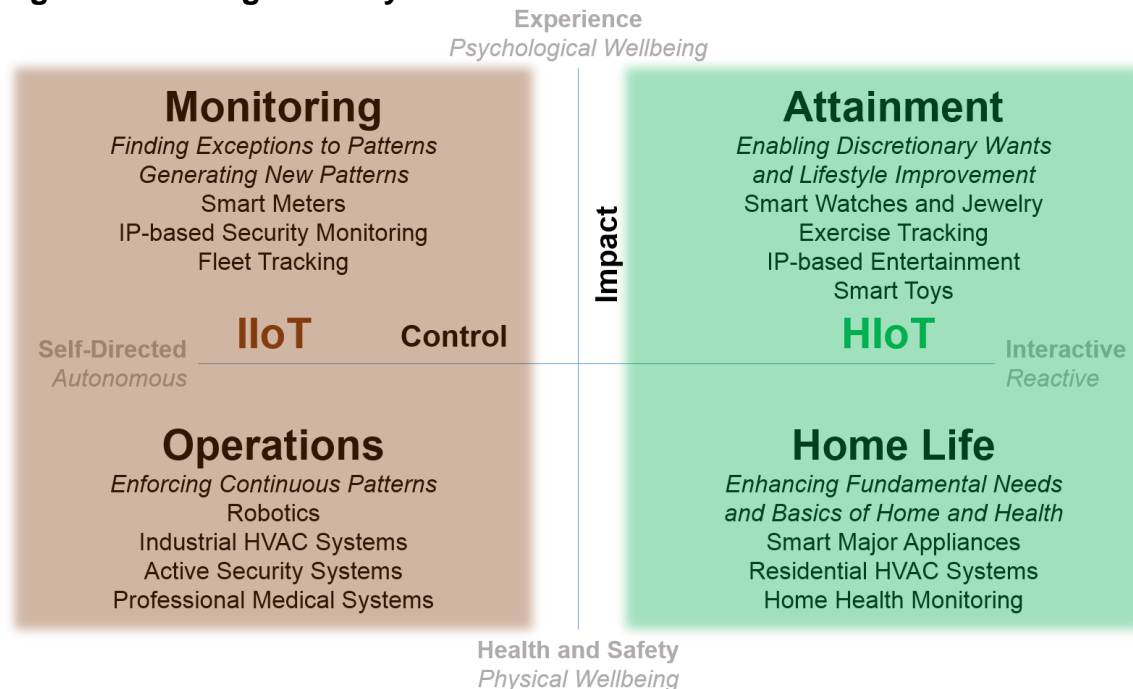 Experience
Psychological Wellbeing
Monitoring
Finding Exceptions to Patterns
Generating New Patterns
Smart Meters
IP-based Security Monitoring
Fleet Tracking
Attainment
Enabling Discretionary Wants
and Lifestyle Improvement
Smart Watches and Jewelry
Exercise Tracking
IP-based Entertainment
Smart Toys
Impact
IIoT
Control
HIoT
Self-Directed
Autonomous
Interactive
Reactive
Operations
Enforcing Continuous Patterns
Robotics
Industrial HVAC Systems
Active Security Systems
Professional Medical Systems
Home Life
Enhancing Fundamental Needs
and Basics of Home and Health
Smart Major Appliances
Residential HVAC Systems
Home Health Monitoring
Health and Safety
Physical Wellbeing